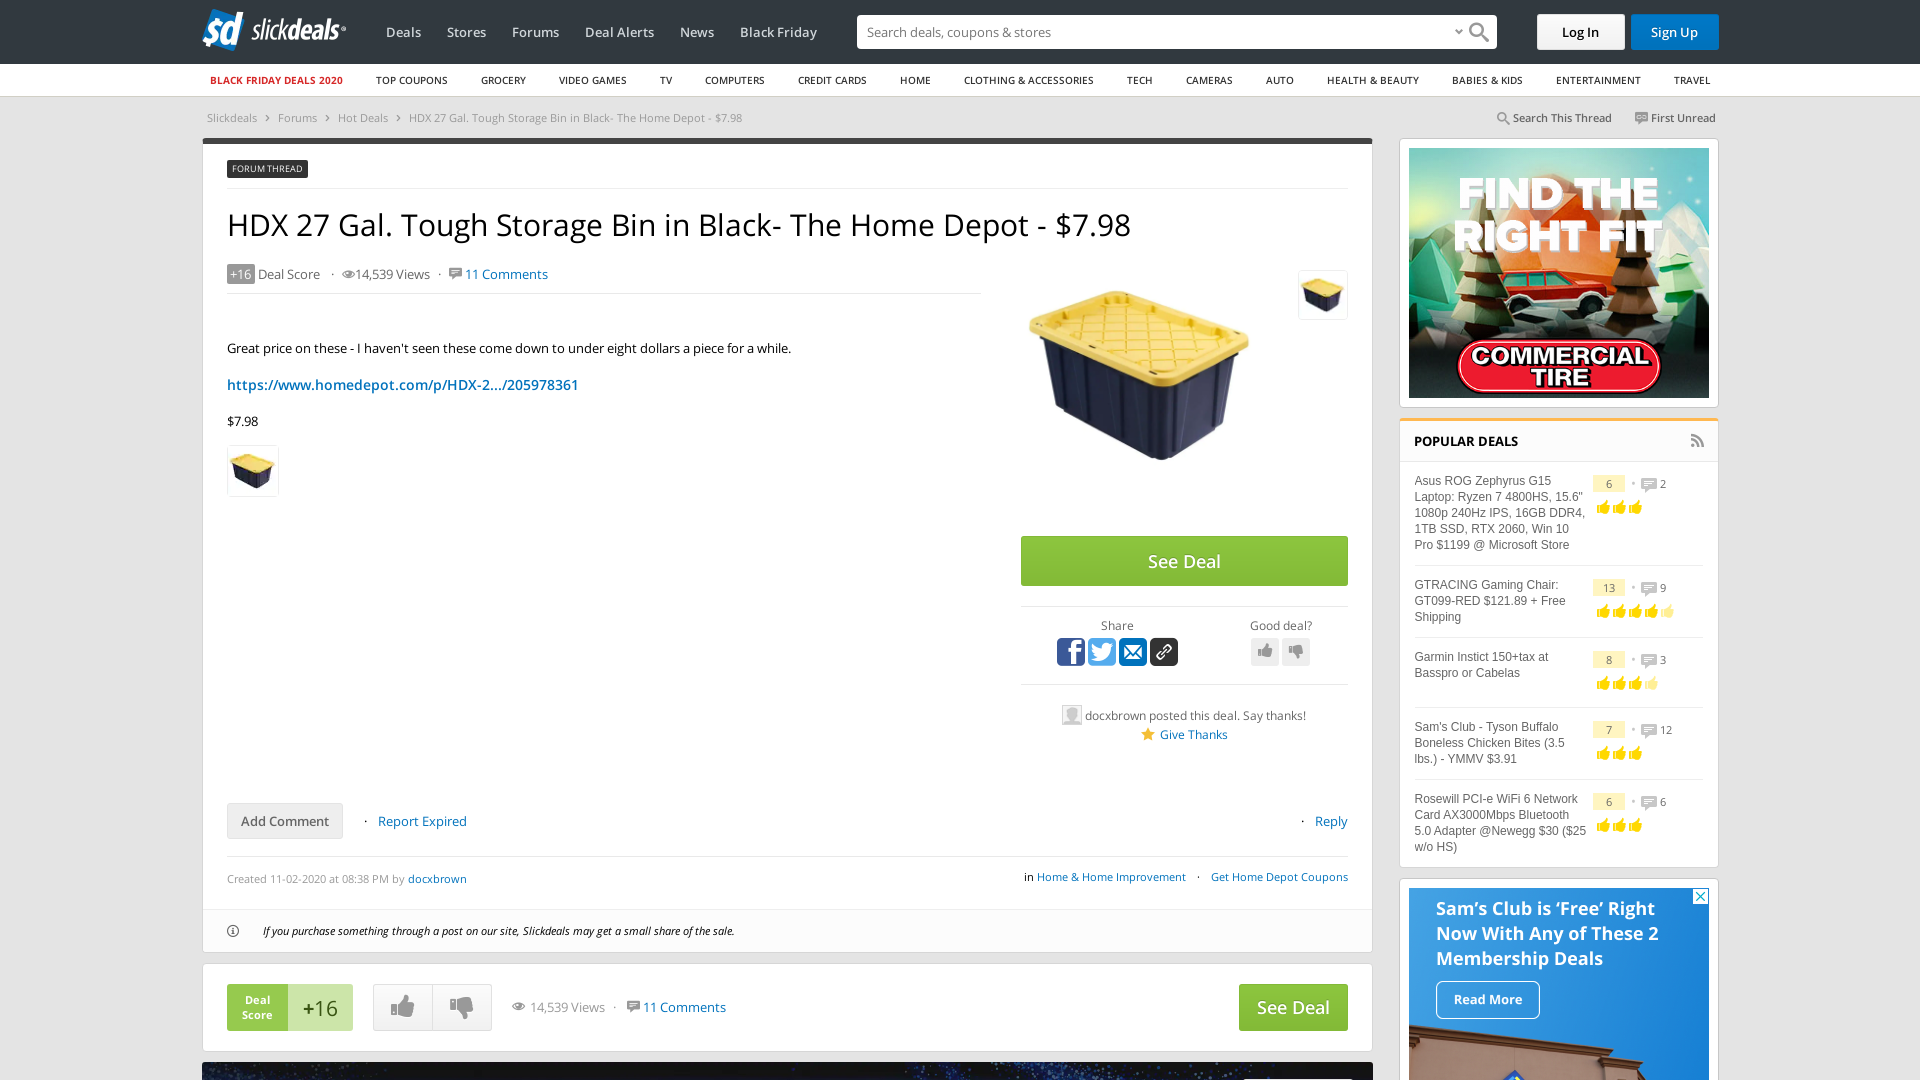 sd slickdeals
Deals Stores Forums Deal Alerts News Black Friday
Search deals, coupons & stores
Log In Sign Up
BLACK FRIDAY DEALS 2020 TOP COUPONS GROCERY VIDEO GAMES TV COMPUTERS CREDIT CARDS HOME CLOTHING & ACCESSORIES TECH CAMERAS AUTO HEALTH & BEAUTY BABIES & KIDS ENTERTAINMENT TRAVEL
Slickdeals › Forums › Hot Deals › HDX 27 Gal. Tough Storage Bin in Black- The Home Depot - $7.98
Search This Thread First Unread
FORUM THREAD
HDX 27 Gal. Tough Storage Bin in Black- The Home Depot - $7.98
+16 Deal Score · 14,539 Views · 11 Comments
Great price on these - I haven't seen these come down to under eight dollars a piece for a while.
https://www.homedepot.com/p/HDX-2.../205978361
$7.98
See Deal
Share
Good deal?
docxbrown posted this deal. Say thanks!
Give Thanks
Add Comment · Report Expired
· Reply
Created 11-02-2020 at 08:38 PM by docxbrown
in Home & Home Improvement · Get Home Depot Coupons
If you purchase something through a post on our site, Slickdeals may get a small share of the sale.
Deal
Score
+16
14,539 Views · 11 Comments
See Deal
FIND THE
RIGHT FIT
COMMERCIAL
TIRE
POPULAR DEALS
Asus ROG Zephyrus G15
Laptop: Ryzen 7 4800HS, 15.6"
1080p 240Hz IPS, 16GB DDR4,
1TB SSD, RTX 2060, Win 10
Pro $1199 @ Microsoft Store
6 • 2
GTRACING Gaming Chair:
GT099-RED $121.89 + Free
Shipping
13 • 9
Garmin Instict 150+tax at
Basspro or Cabelas
8 • 3
Sam's Club - Tyson Buffalo
Boneless Chicken Bites (3.5
lbs.) - YMMV $3.91
7 • 12
Rosewill PCI-e WiFi 6 Network
Card AX3000Mbps Bluetooth
5.0 Adapter @Newegg $30 ($25
w/o HS)
6 • 6
Sam's Club is 'Free' Right
Now With Any of These 2
Membership Deals
Read More